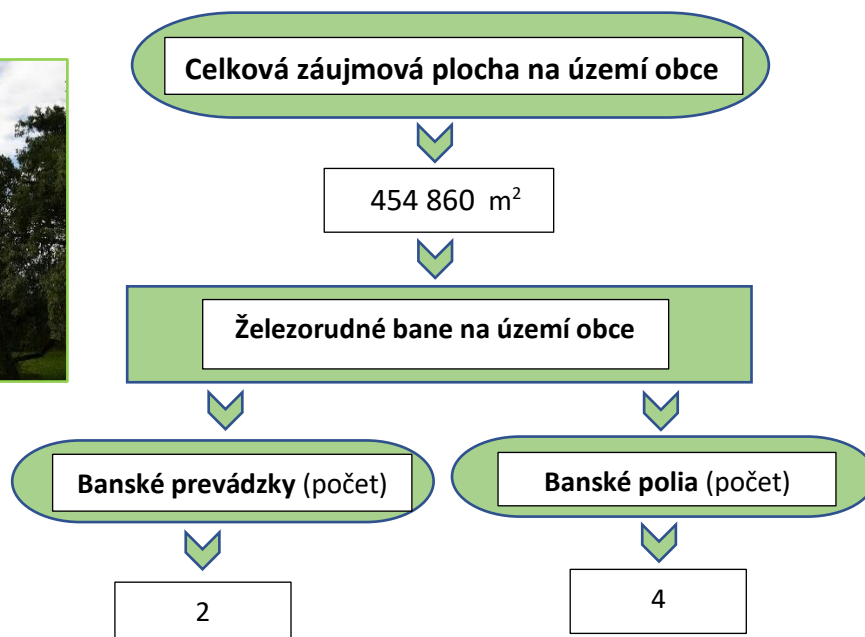 Celková záujmová plocha na území obce
454 860 m²
Železorudné bane na území obce
Banské prevádzky (počet)
Banské polia (počet)
2
4